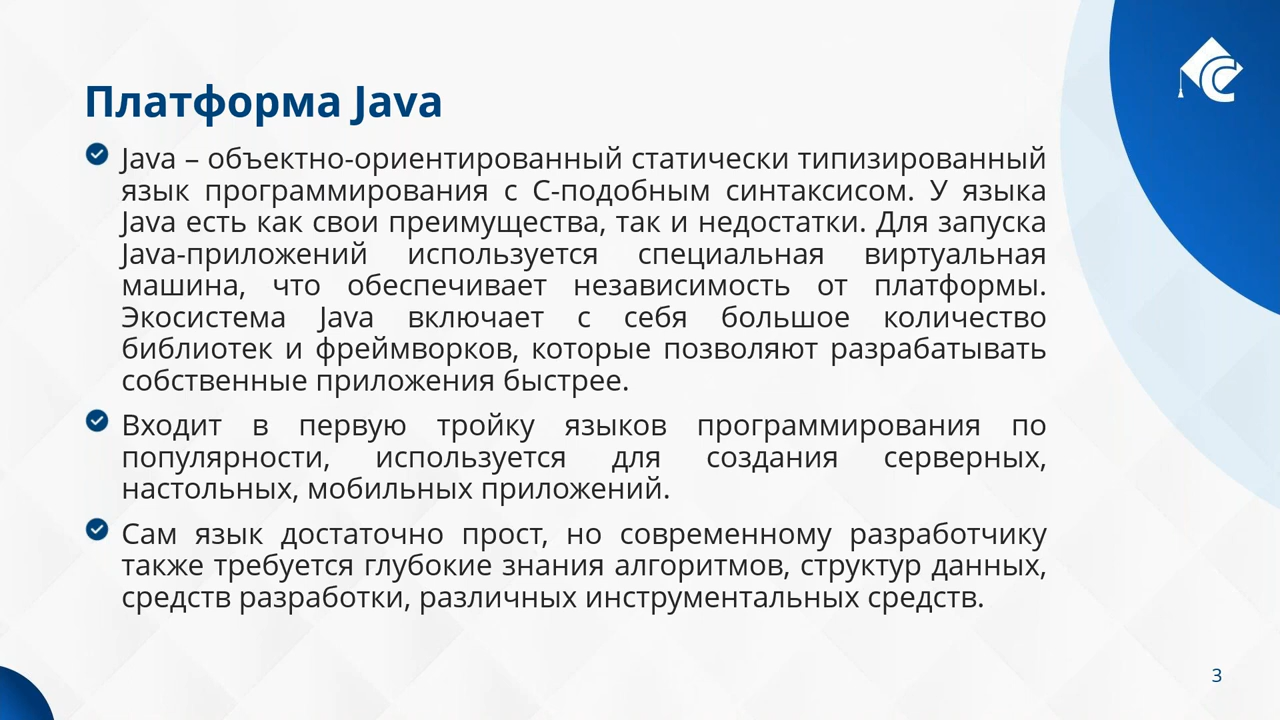 Платформа Java
Java – объектно-ориентированный статически типизированный
язык программирования с С-подобным синтаксисом. У языка
Java есть как свои преимущества, так и недостатки. Для запуска
Java-приложений используется специальная виртуальная
машина, что обеспечивает независимость от платформы.
Экосистема Java включает с себя большое количество
библиотек и фреймворков, которые позволяют разрабатывать
собственные приложения быстрее.
Входит в первую тройку языков программирования по
популярности, используется для создания серверных,
настольных, мобильных приложений.
Сам язык достаточно прост, но современному разработчику
также требуется глубокие знания алгоритмов, структур данных,
средств разработки, различных инструментальных средств.
3